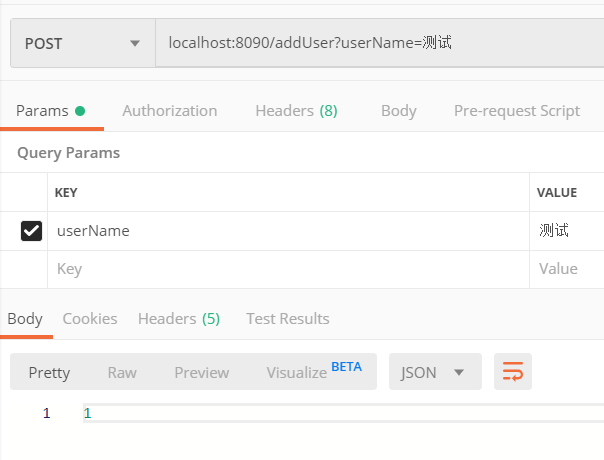 POST localhost:8090/addUser?userName=测试
Params Authorization Headers (8) Body Pre-request Script
Query Params
KEY VALUE
userName 测试
Key Value
Body Cookies Headers (5) Test Results
Pretty Raw Preview Visualize BETA JSON
1 1